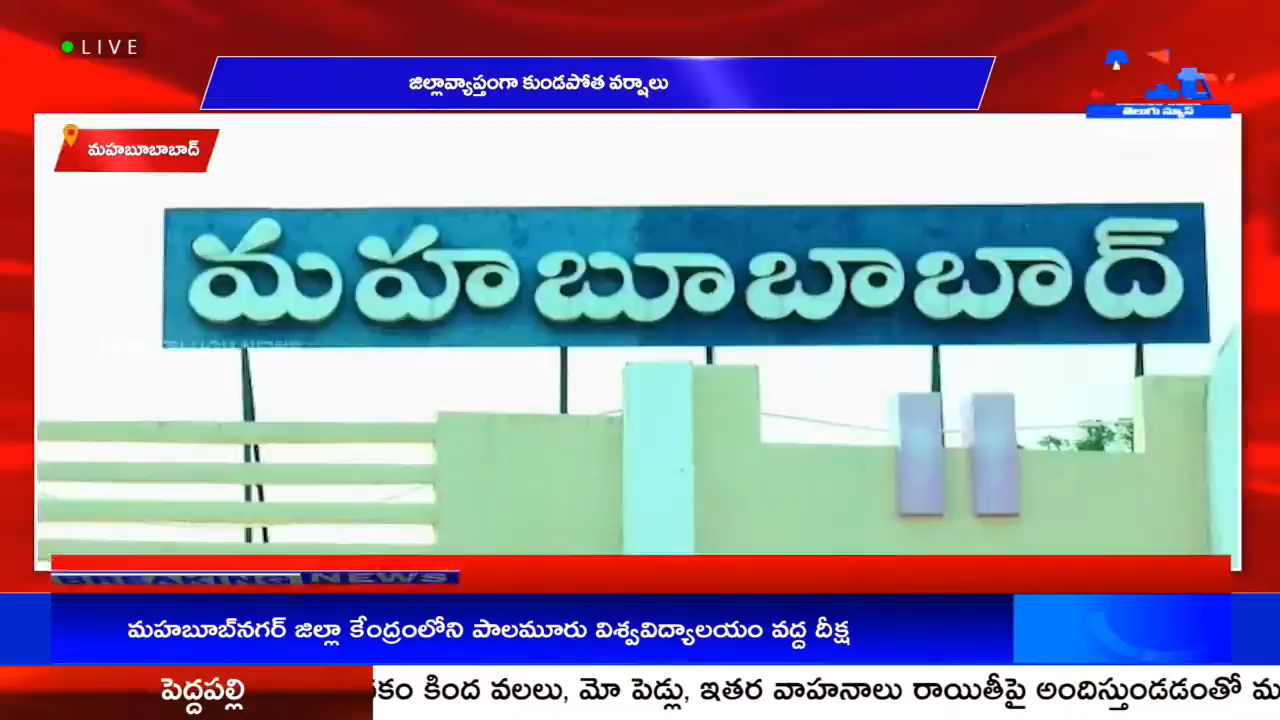 LIVE
జిల్లావ్యాప్తంగా కుండపోత వర్షాలు
తెలుగు న్యూస్
మహబూబాబాద్
మహబూబాబాద్
BREAKING NEWS
మహబూబ్‌నగర్ జిల్లా కేంద్రంలోని పాలమూరు విశ్వవిద్యాలయం వద్ద దీక్ష
పెద్దపల్లి
కింద వలలు, మో పెడ్లు, ఇతర వాహనాలు రాయితీపై అందిస్తుండడంతో